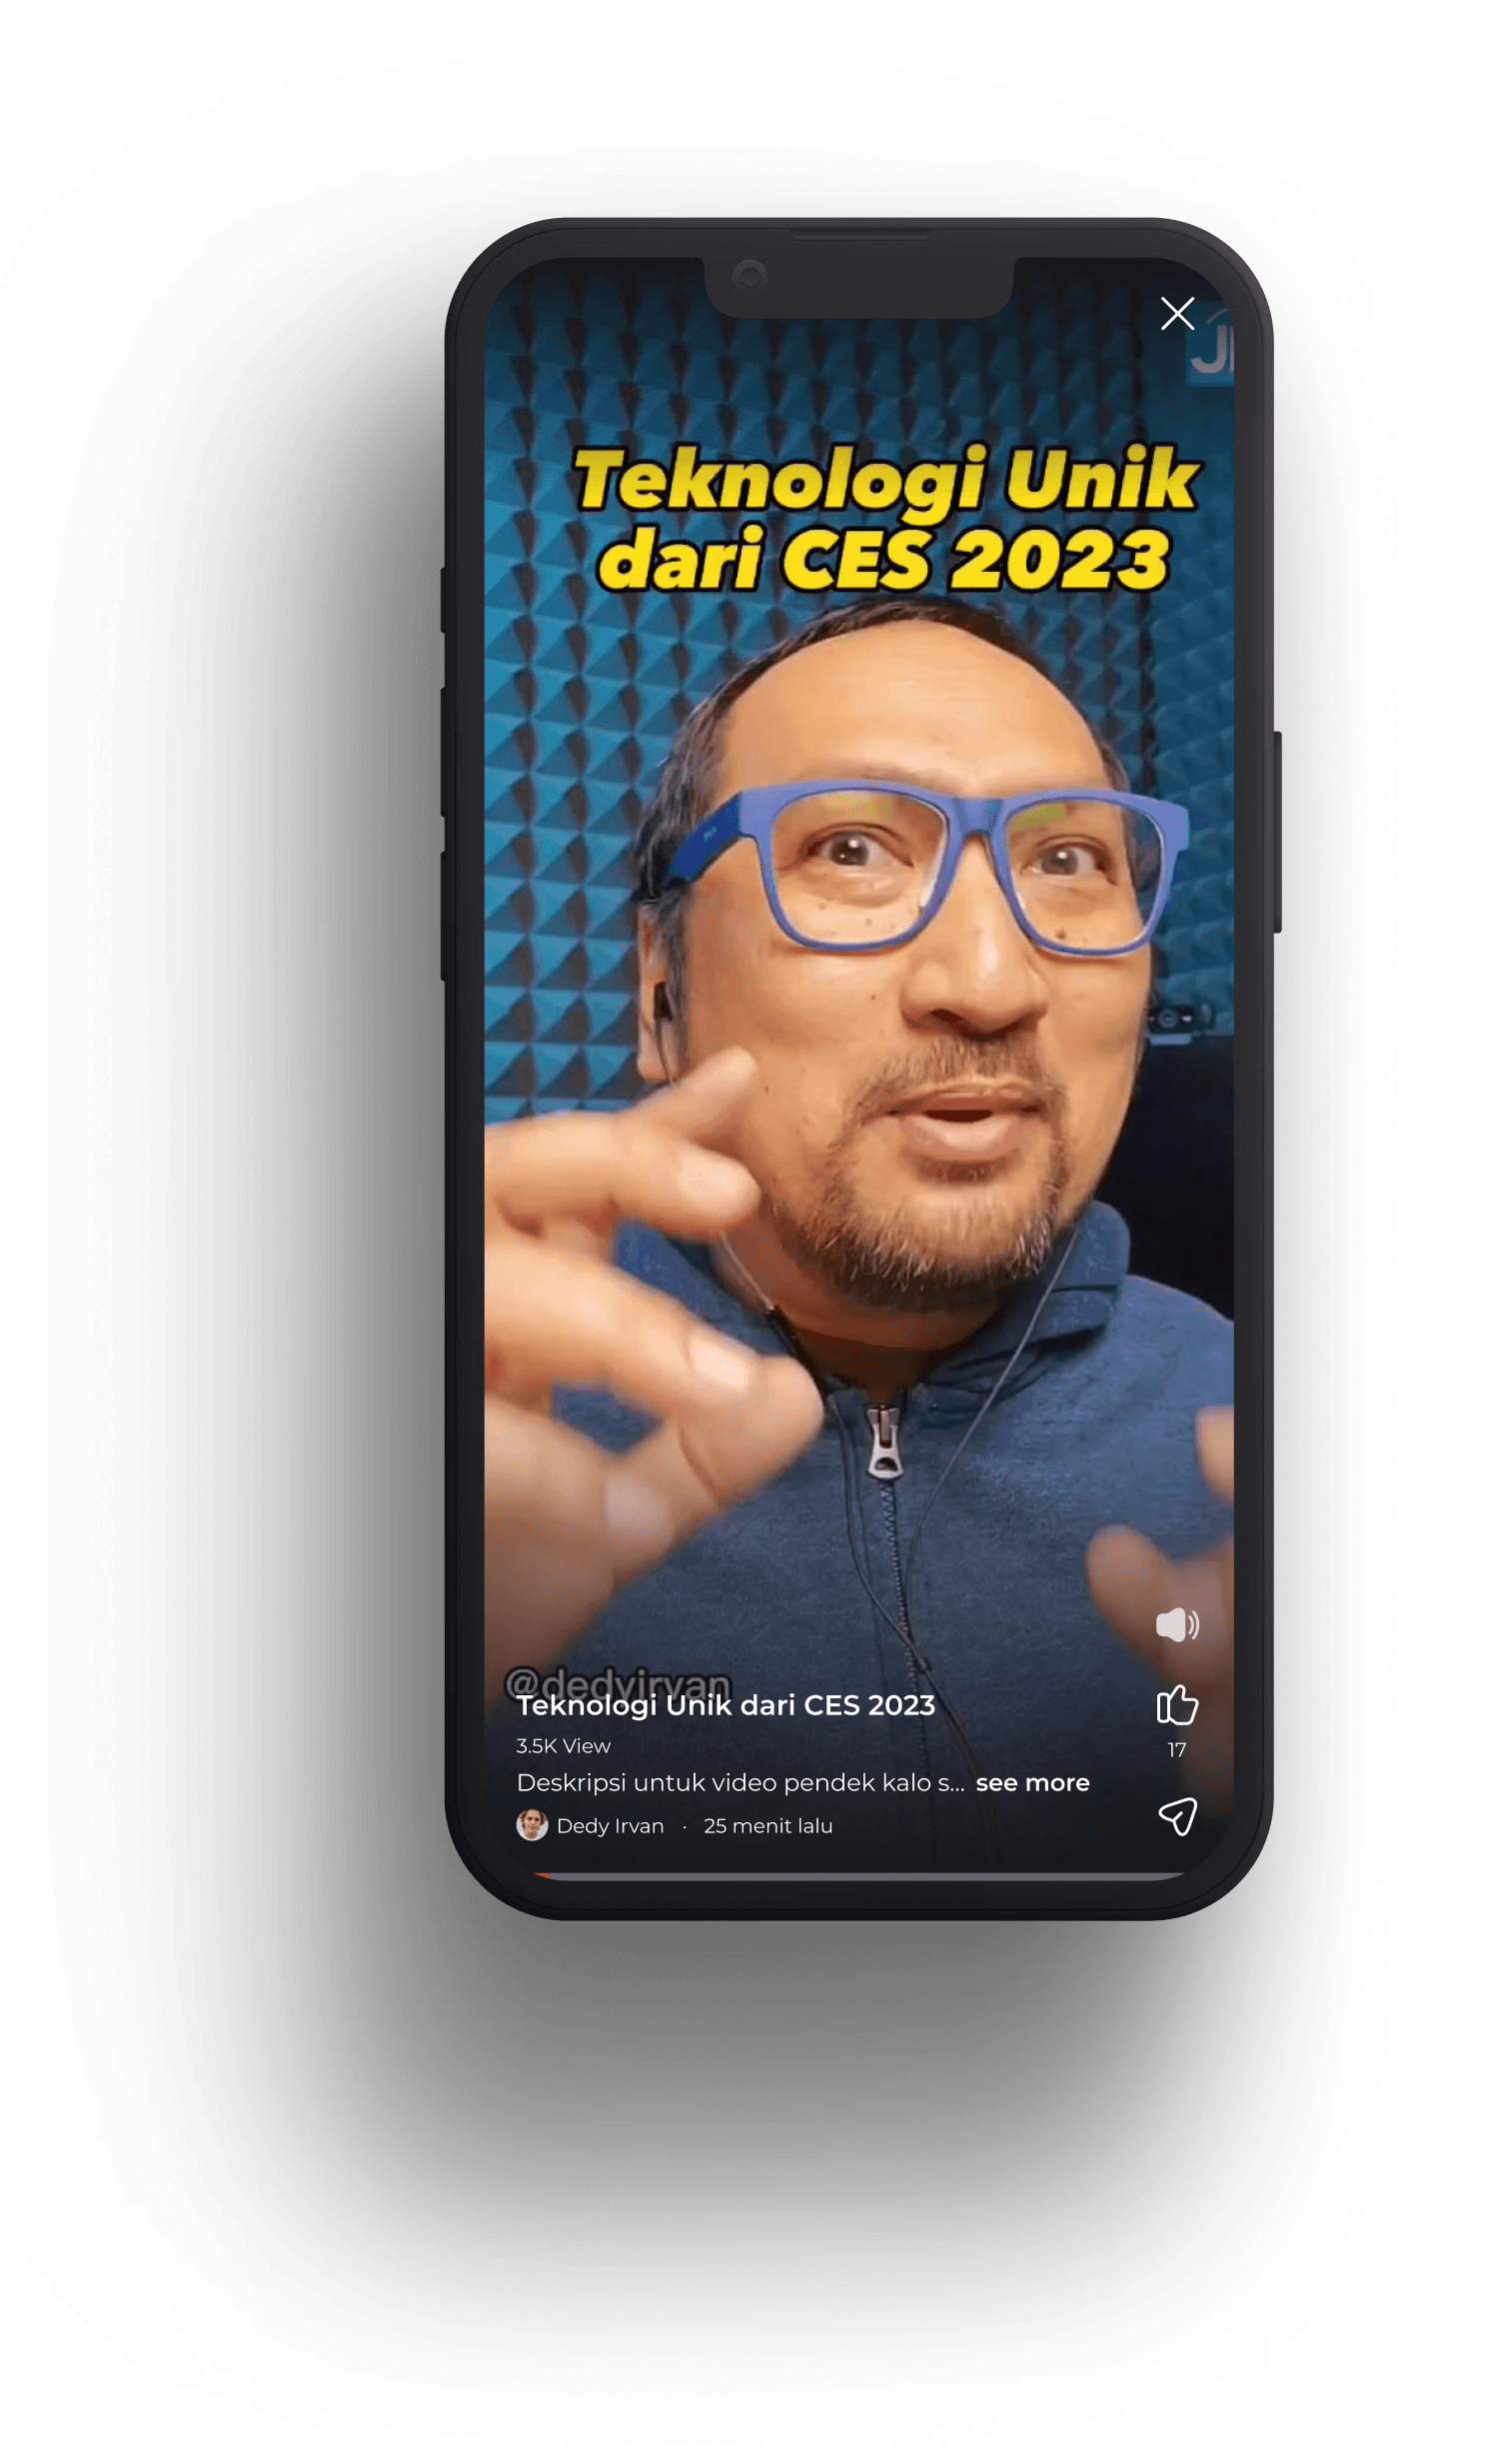 Teknologi Unik
dari CES 2023
@dedyirvan
Teknologi Unik dari CES 2023
3.5K View
17
Deskripsi untuk video pendek kalo s... see more
Dedy Irvan · 25 menit lalu